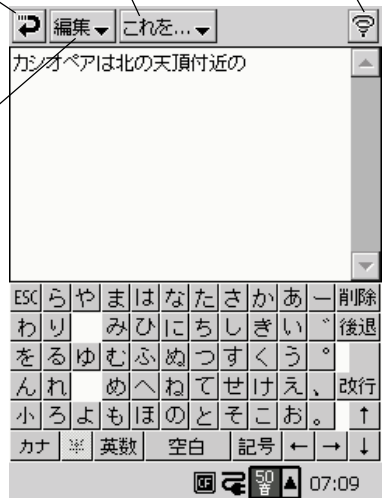 編集▼ これを…▼
カシオペアは北の天頂付近の
ESC らやまはなたさかあー 削除
わり みひにちしきい゛ 後退
をるゆむふぬつすくう゜
んれ めへねてせけえ、 改行
小ろよもほのとそこお。 ↑
カナ 英数 空白 記号 ← → ↓
50音 ▲ 07:09